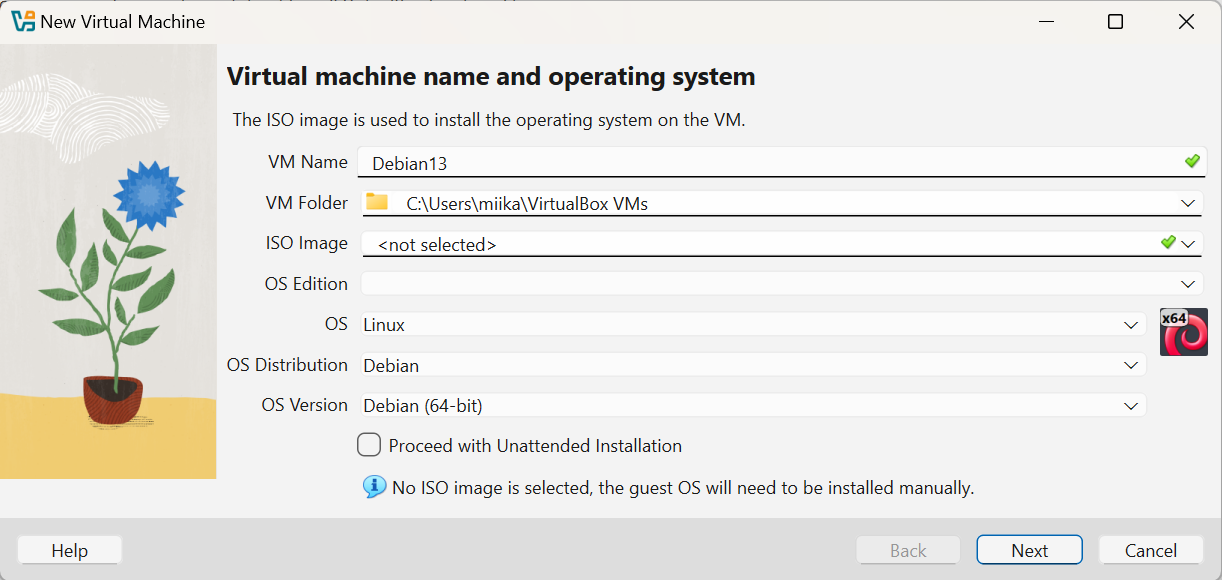 New Virtual Machine
Virtual machine name and operating system
The ISO image is used to install the operating system on the VM.
VM Name Debian13
VM Folder C:\Users\miika\VirtualBox VMs
ISO Image <not selected>
OS Edition
OS Linux
x64
OS Distribution Debian
OS Version Debian (64-bit)
Proceed with Unattended Installation
No ISO image is selected, the guest OS will need to be installed manually.
Help Back Next Cancel